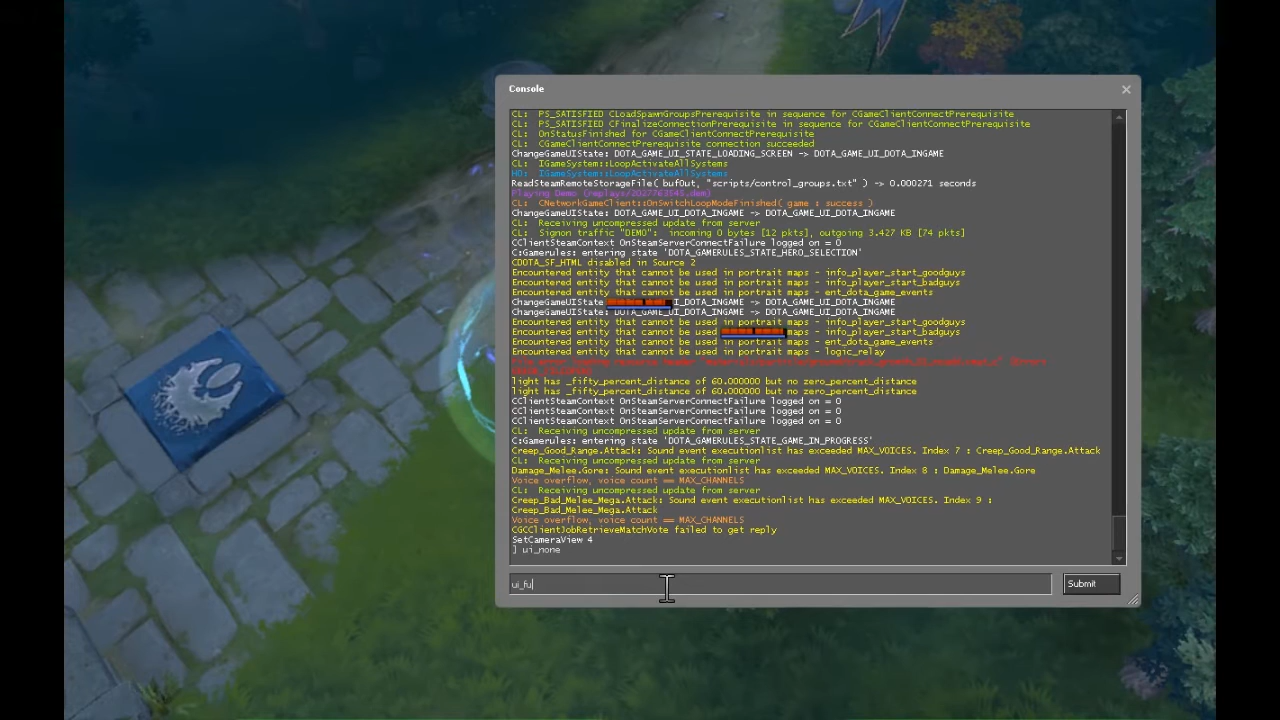 Console
CL:  PS_SATISFIED CLoadSpawnGroupsPrerequisite in sequence for CGameClientConnectPrerequisite
CL:  PS_SATISFIED CFinalizeConnectionPrerequisite in sequence for CGameClientConnectPrerequisite
CL:  OnStatusFinished for CGameClientConnectPrerequisite
CL:  CGameClientConnectPrerequisite connection succeeded
ChangeGameUIState: DOTA_GAME_UI_STATE_LOADING_SCREEN -> DOTA_GAME_UI_DOTA_INGAME
CL:  IGameSystem::LoopActivateAllSystems
HO:  IGameSystem::LoopActivateAllSystems
ReadSteamRemoteStorageFile( bufOut, "scripts/control_groups.txt" ) -> 0.000271 seconds
Playing Demo (replays/2027763545.dem)
CL:  CNetworkGameClient::OnSwitchLoopModeFinished( game : success )
ChangeGameUIState: DOTA_GAME_UI_DOTA_INGAME -> DOTA_GAME_UI_DOTA_INGAME
CL:  Receiving uncompressed update from server
CL:  Signon traffic "DEMO":  incoming 0 bytes [12 pkts], outgoing 3.427 KB [74 pkts]
CClientSteamContext OnSteamServerConnectFailure logged on = 0
C:Gamerules: entering state 'DOTA_GAMERULES_STATE_HERO_SELECTION'
CDOTA_SF_HTML disabled in Source 2
Encountered entity that cannot be used in portrait maps - info_player_start_goodguys
Encountered entity that cannot be used in portrait maps - info_player_start_badguys
Encountered entity that cannot be used in portrait maps - ent_dota_game_events
ChangeGameUIState UI_DOTA_INGAME -> DOTA_GAME_UI_DOTA_INGAME
ChangeGameUIState: DOTA_GAME_UI_DOTA_INGAME -> DOTA_GAME_UI_DOTA_INGAME
Encountered entity that cannot be used in portrait maps - info_player_start_goodguys
Encountered entity that cannot be used maps - info_player_start_badguys
Encountered entity that cannot be used in portrait maps - ent_dota_game_events
Encountered entity that cannot be used in portrait maps - logic_relay
light has _fifty_percent_distance of 60.000000 but no zero_percent_distance
light has _fifty_percent_distance of 60.000000 but no zero_percent_distance
CClientSteamContext OnSteamServerConnectFailure logged on = 0
CClientSteamContext OnSteamServerConnectFailure logged on = 0
CClientSteamContext OnSteamServerConnectFailure logged on = 0
CL:  Receiving uncompressed update from server
C:Gamerules: entering state 'DOTA_GAMERULES_STATE_GAME_IN_PROGRESS'
Creep_Good_Range.Attack: Sound event executionlist has exceeded MAX_VOICES. Index 7 : Creep_Good_Range.Attack
CL:  Receiving uncompressed update from server
Damage_Melee.Gore: Sound event executionlist has exceeded MAX_VOICES. Index 8 : Damage_Melee.Gore
Voice overflow, voice count == MAX_CHANNELS
CL:  Receiving uncompressed update from server
Creep_Bad_Melee_Mega.Attack: Sound event executionlist has exceeded MAX_VOICES. Index 9 :
Creep_Bad_Melee_Mega.Attack
Voice overflow, voice count == MAX_CHANNELS
CGCClientJobRetrieveMatchVote failed to get reply
SetCameraView 4
] ui_none
ui_fu
Submit